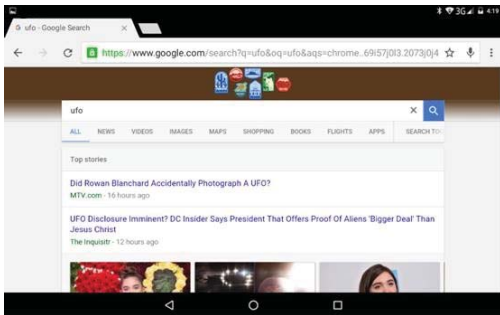 3G 4:19
G ufo - Google Search ×
https://www.google.com/search?q=ufo&oq=ufo&aqs=chrome..69i57j0l3.2073j0j4
ufo
ALL NEWS VIDEOS IMAGES MAPS SHOPPING BOOKS FLIGHTS APPS SEARCH TO
Top stories
Did Rowan Blanchard Accidentally Photograph A UFO?
MTV.com - 16 hours ago
UFO Disclosure Imminent? DC Insider Says President That Offers Proof Of Aliens 'Bigger Deal' Than
Jesus Christ
The Inquisitr - 12 hours ago